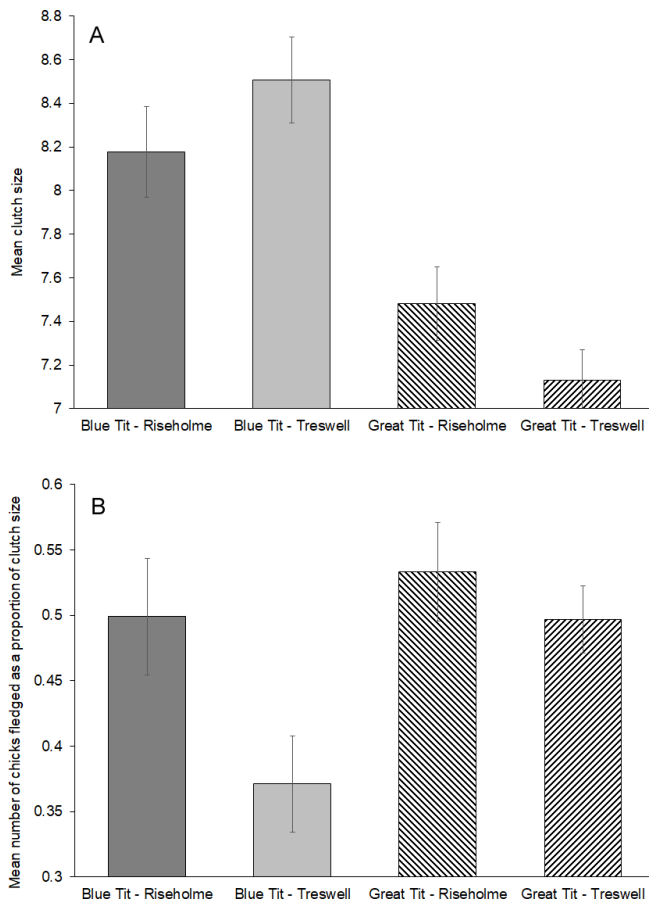 A
Mean clutch size
8.8
8.6
8.4
8.2
8
7.8
7.6
7.4
7.2
7
Blue Tit - Riseholme Blue Tit - Treswell Great Tit - Riseholme Great Tit - Treswell
B
Mean number of chicks fledged as a proportion of clutch size
0.6
0.55
0.5
0.45
0.4
0.35
0.3
Blue Tit - Riseholme Blue Tit - Treswell Great Tit - Riseholme Great Tit - Treswell